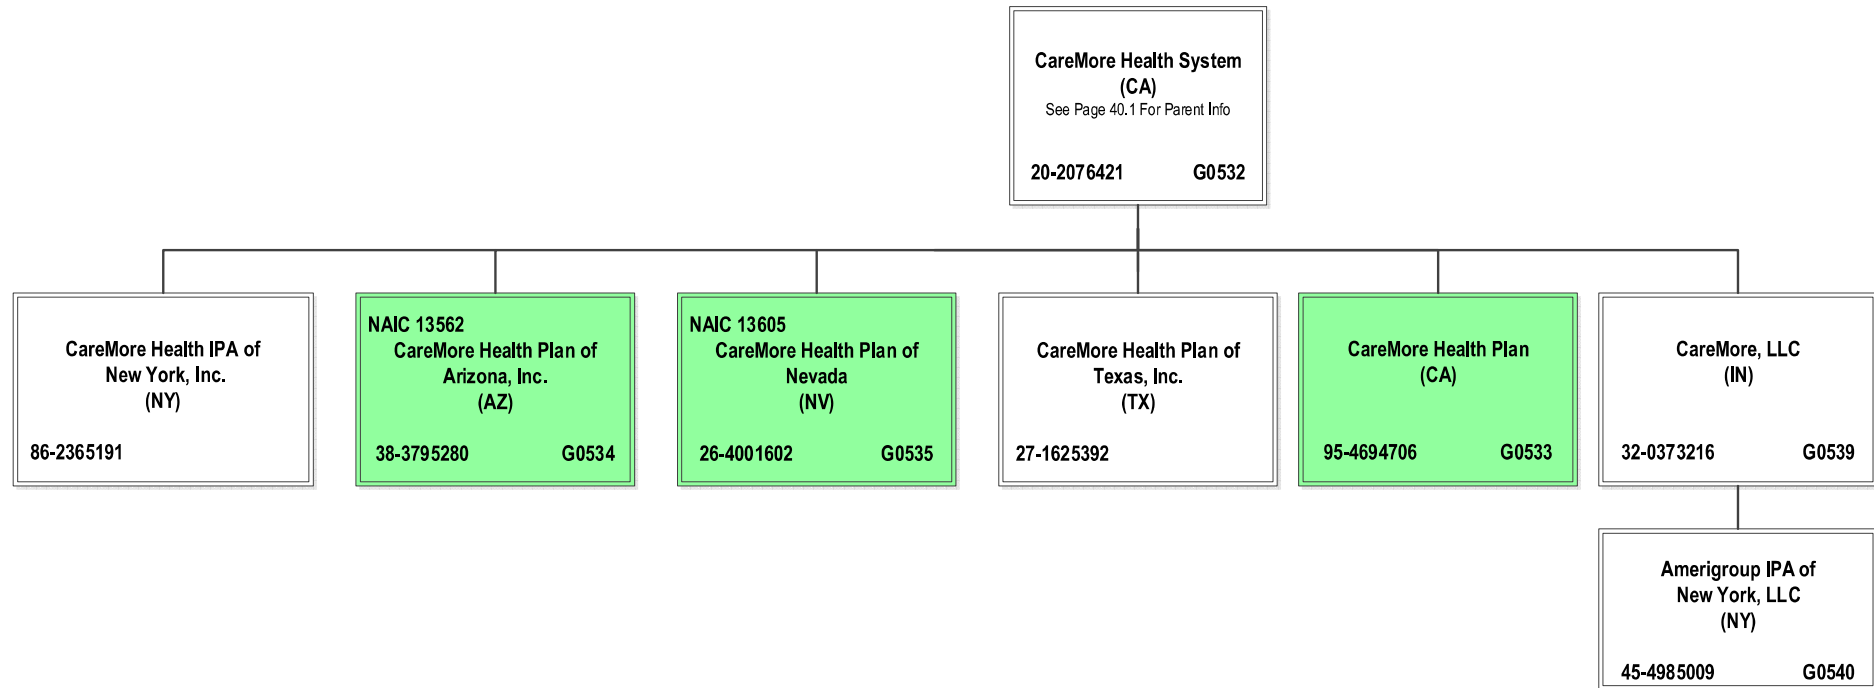 CareMore Health System
(CA)
See Page 40.1 For Parent Info
20-2076421 G0532
CareMore Health IPA of
New York, Inc.
(NY)
86-2365191
NAIC 13562
CareMore Health Plan of
Arizona, Inc.
(AZ)
38-3795280 G0534
NAIC 13605
CareMore Health Plan of
Nevada
(NV)
26-4001602 G0535
CareMore Health Plan of
Texas, Inc.
(TX)
27-1625392
CareMore Health Plan
(CA)
95-4694706 G0533
CareMore, LLC
(IN)
32-0373216 G0539
Amerigroup IPA of
New York, LLC
(NY)
45-4985009 G0540